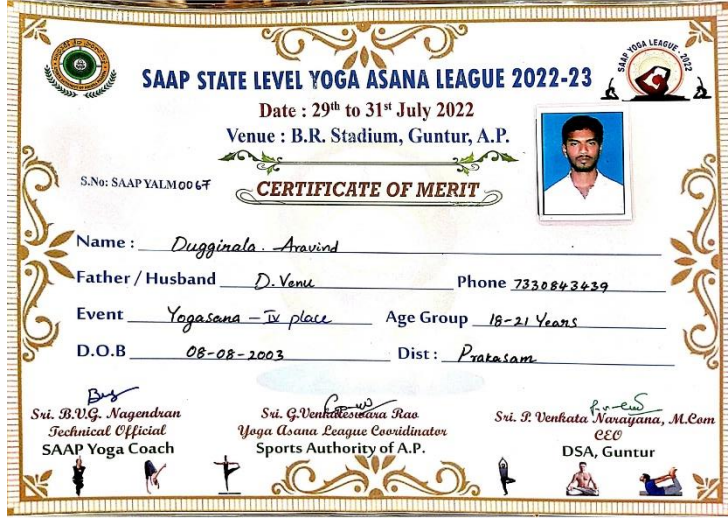 SAAP YOGA LEAGUE - 2022
SAAP STATE LEVEL YOGA ASANA LEAGUE 2022-23
Date : 29th to 31st July 2022
Venue : B.R. Stadium, Guntur, A.P.
S.No: SAAP YALM0067
CERTIFICATE OF MERIT
Name : Dugginala. Aravind
Father / Husband D. Venu Phone 7330843439
Event Yogasana - IV place Age Group 18-21 Years
D.O.B 08-08-2003 Dist : Prakasam
Sri. B.V.G. Nagendran
Technical Official
SAAP Yoga Coach
Sri. G.Venkateswara Rao
Yoga Asana League Coordinator
Sports Authority of A.P.
Sri. P. Venkata Narayana, M.Com
CEO
DSA, Guntur